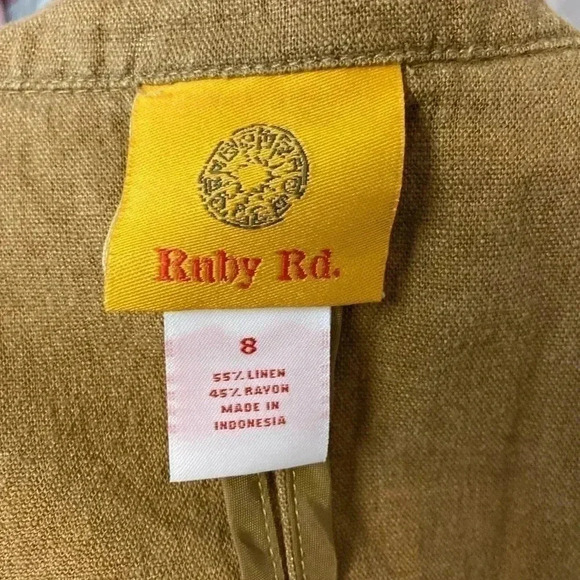 Ruby Rd.
8
55% LINEN
45% RAYON
MADE IN
INDONESIA